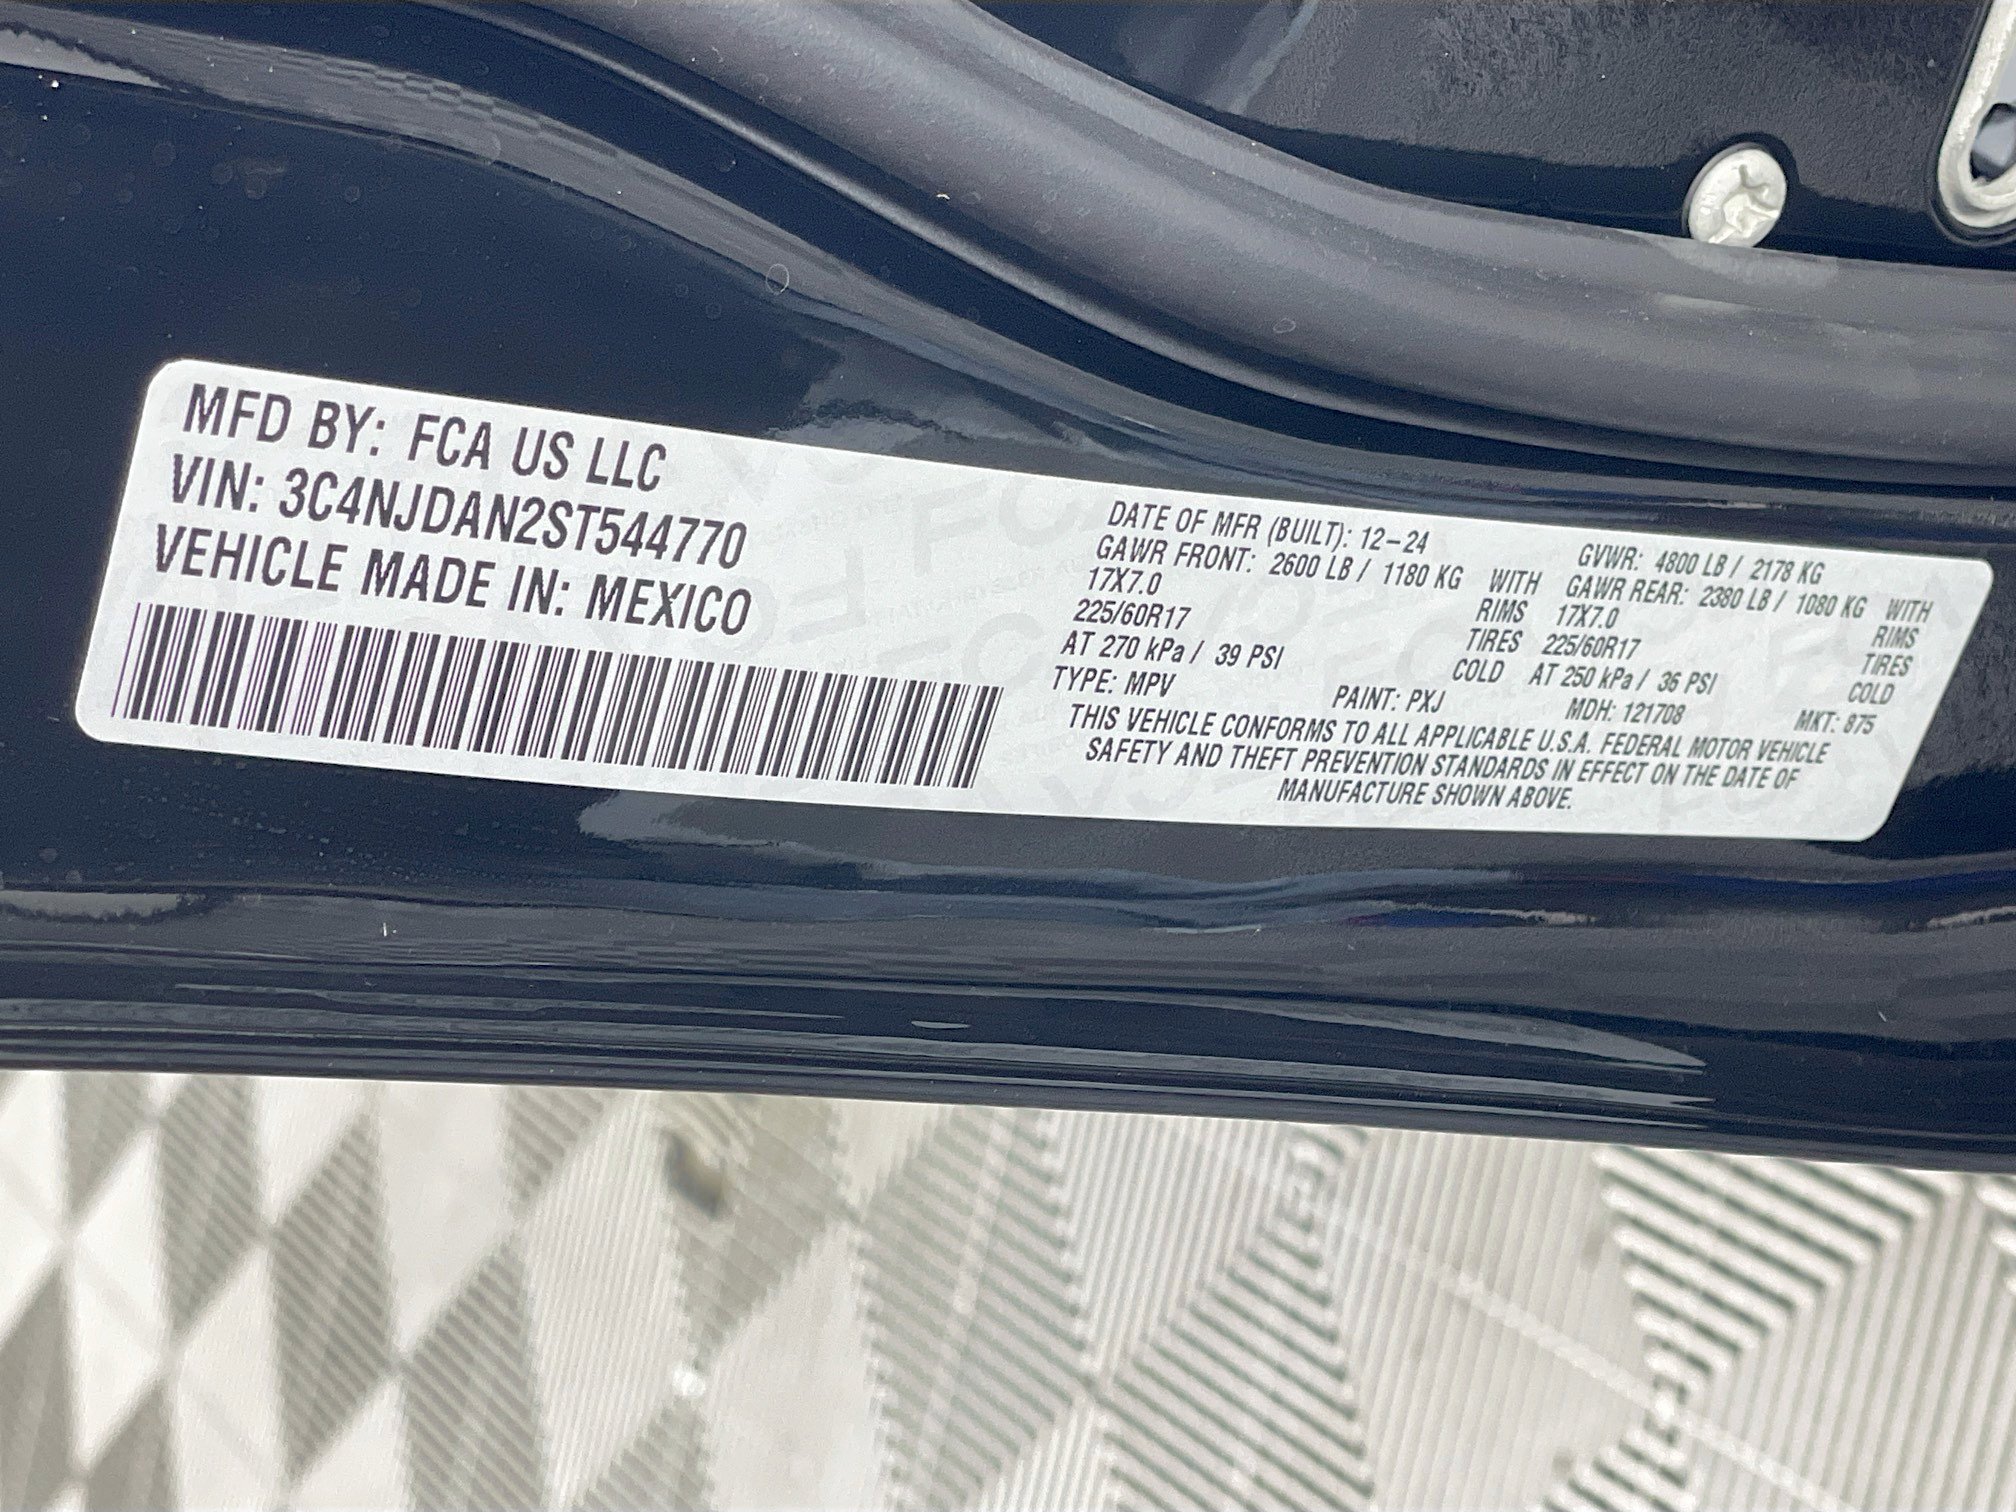 MFD BY: FCA US LLC
VIN: 3C4NJDAN2ST544770
VEHICLE MADE IN: MEXICO
DATE OF MFR (BUILT): 12-24 GVWR: 4800 LB / 2178 KG
GAWR FRONT: 2600 LB / 1180 KG WITH GAWR REAR: 2380 LB / 1080 KG WITH
17X7.0 RIMS 17X7.0 RIMS
225/60R17 TIRES 225/60R17 TIRES
AT 270 kPa / 39 PSI COLD AT 250 kPa / 36 PSI COLD
TYPE: MPV PAINT: PXJ MDH: 121708 MKT: 875
THIS VEHICLE CONFORMS TO ALL APPLICABLE U.S.A. FEDERAL MOTOR VEHICLE
SAFETY AND THEFT PREVENTION STANDARDS IN EFFECT ON THE DATE OF
MANUFACTURE SHOWN ABOVE.